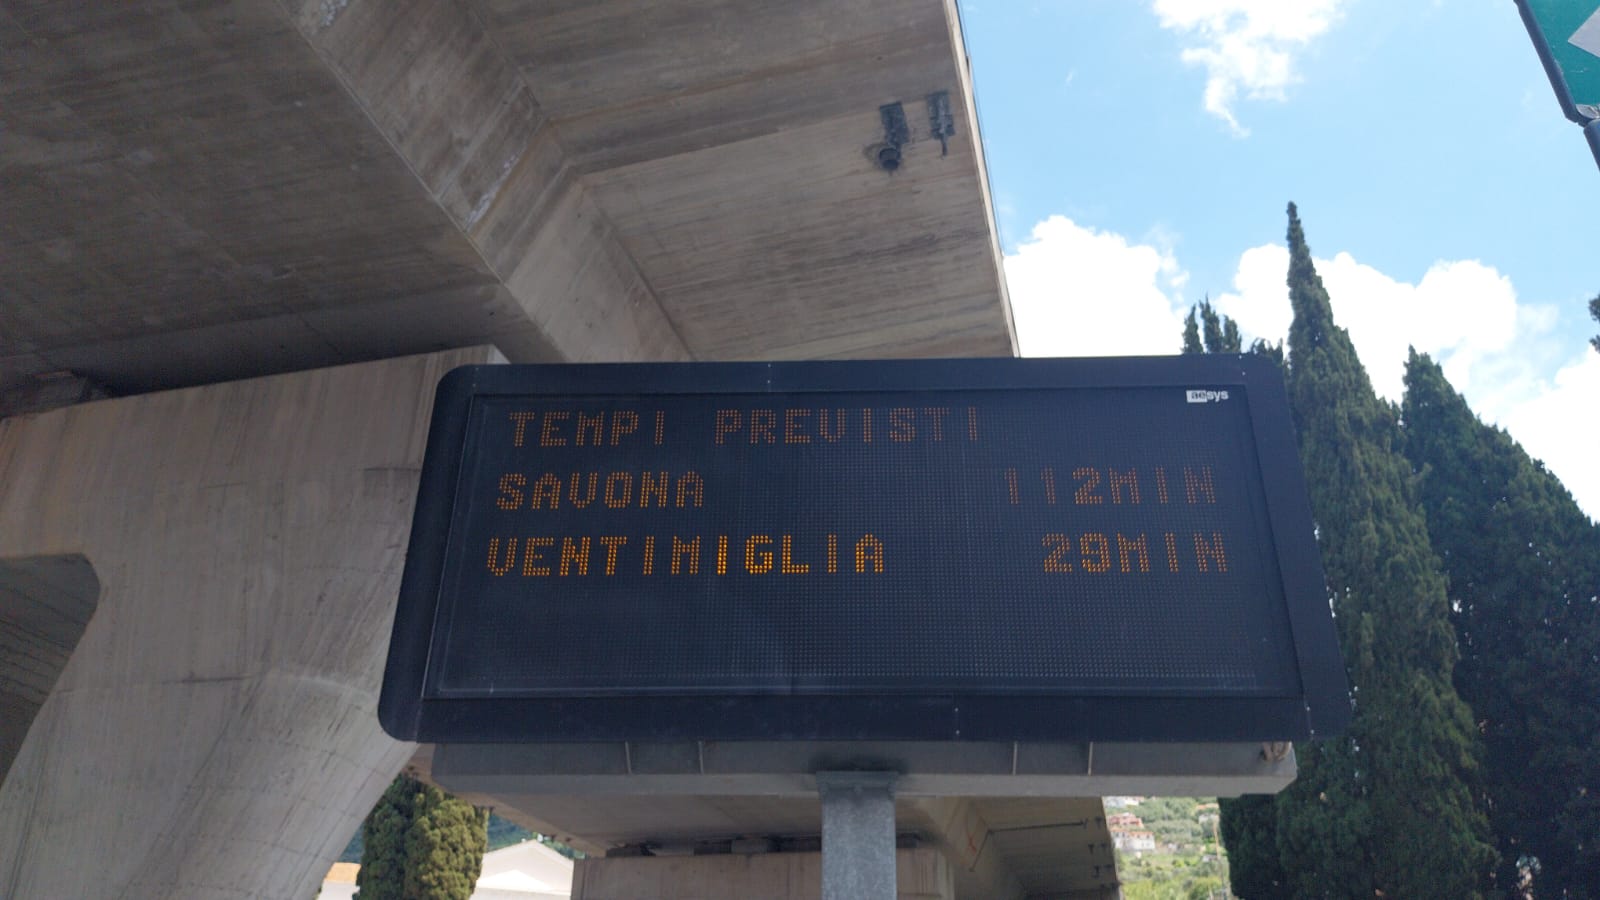 aesys
TEMPI PREVISTI
SAVONA 112MIN
VENTIMIGLIA 29MIN